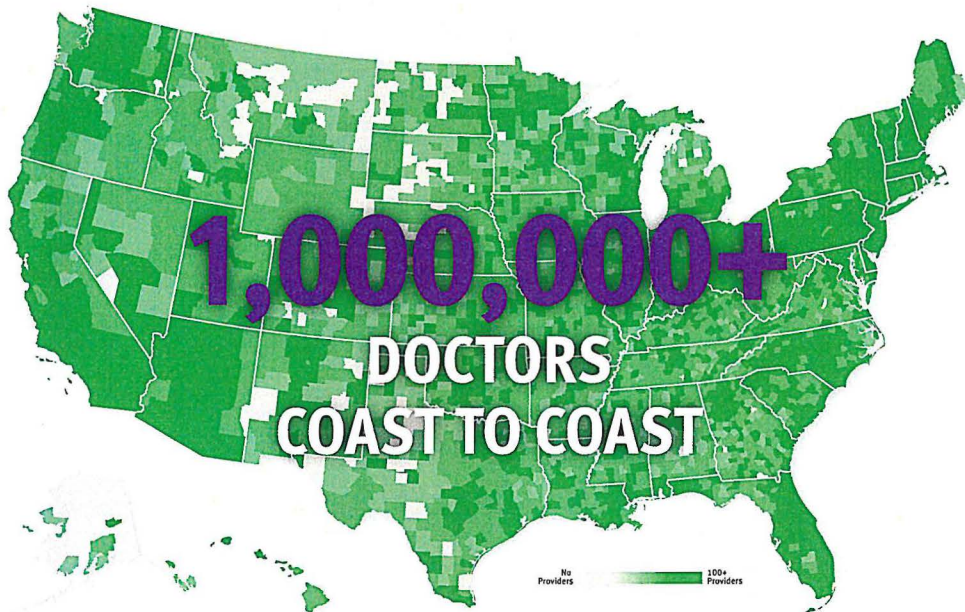 1,000,000+
DOCTORS
COAST TO COAST
No
Providers
100+
Providers